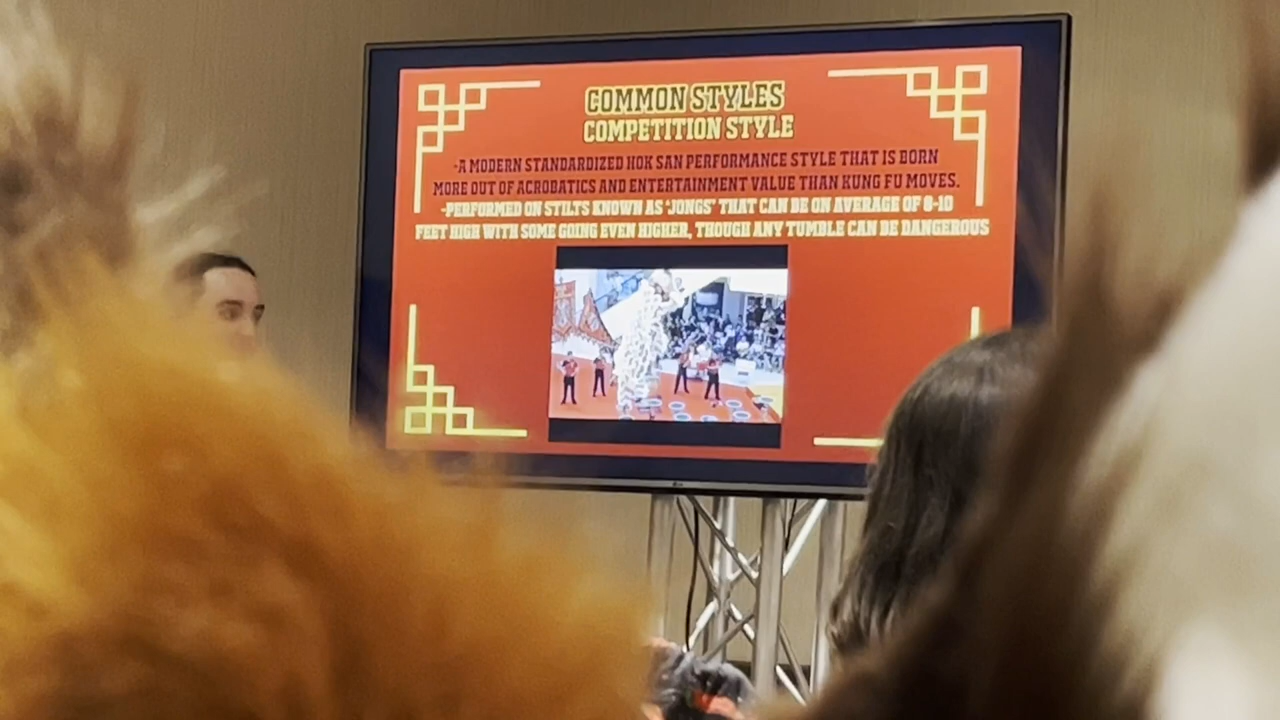 COMMON STYLES
COMPETITION STYLE
-A MODERN STANDARDIZED HOK SAN PERFORMANCE STYLE THAT IS BORN
MORE OUT OF ACROBATICS AND ENTERTAINMENT VALUE THAN KUNG FU MOVES.
-PERFORMED ON STILTS KNOWN AS 'JONGS' THAT CAN BE ON AVERAGE OF 8-10
FEET HIGH WITH SOME GOING EVEN HIGHER, THOUGH ANY TUMBLE CAN BE DANGEROUS
LG